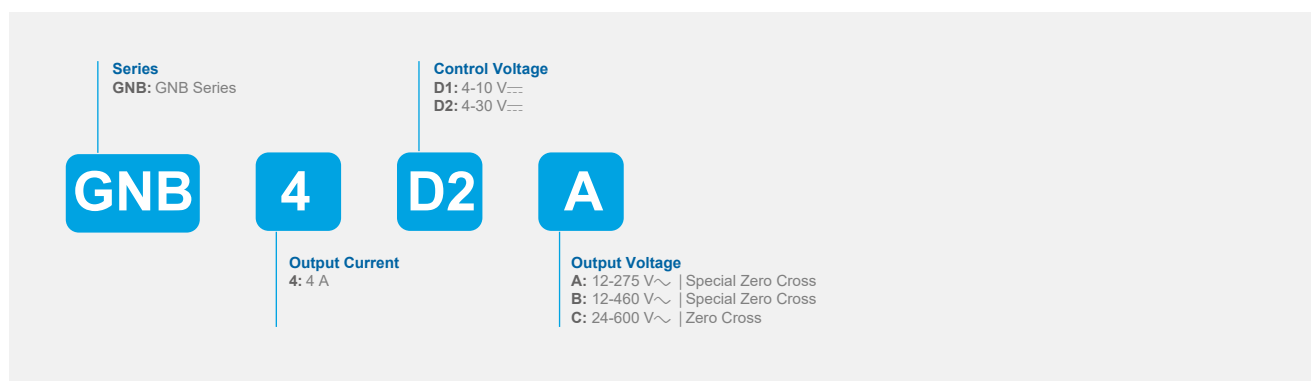 Series
GNB: GNB Series
Control Voltage
D1: 4-10 V⎓
D2: 4-30 V⎓
GNB 4 D2 A
Output Current
4: 4 A
Output Voltage
A: 12-275 V∿ | Special Zero Cross
B: 12-460 V∿ | Special Zero Cross
C: 24-600 V∿ | Zero Cross